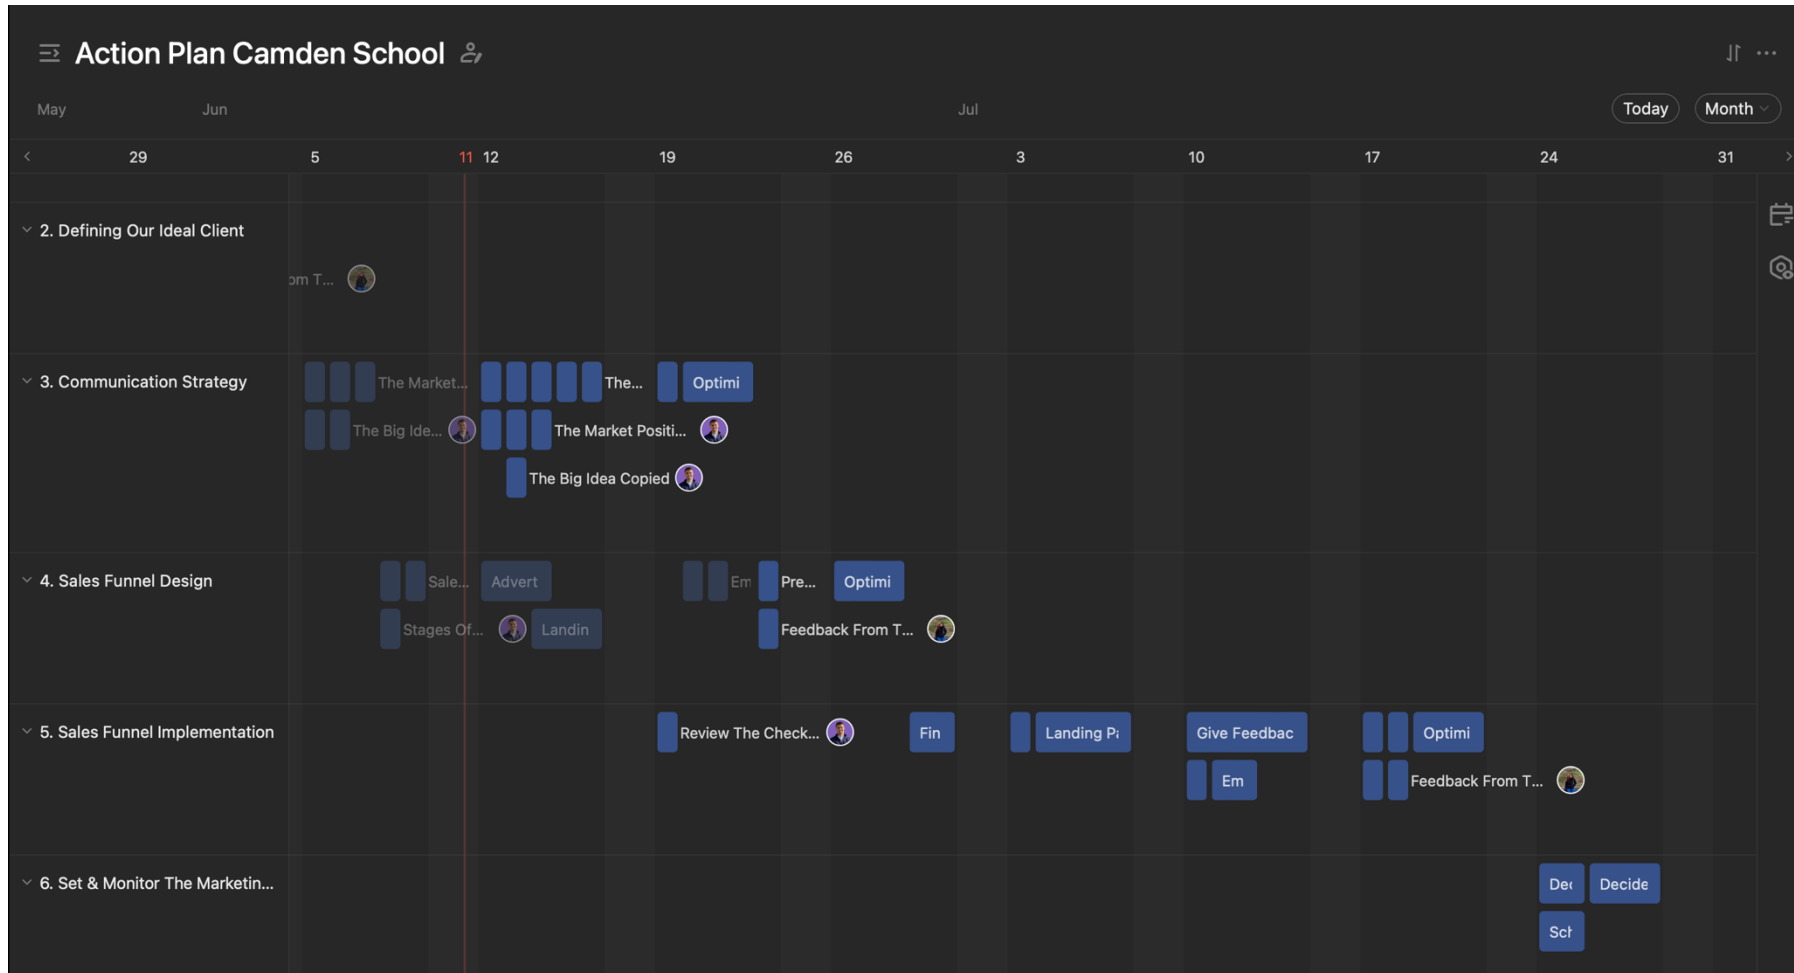 Action Plan Camden School
May Jun Jul Today Month
29 5 11 12 19 26 3 10 17 24 31
2. Defining Our Ideal Client
om T...
3. Communication Strategy
The Market... The... Optimi
The Big Ide... The Market Positi...
The Big Idea Copied
4. Sales Funnel Design
Sale... Advert Em Pre... Optimi
Stages Of... Landin Feedback From T...
5. Sales Funnel Implementation
Review The Check... Fin Landing Pa Give Feedbac Optimi
Em Feedback From T...
6. Set & Monitor The Marketin...
Dec Decide
Sch